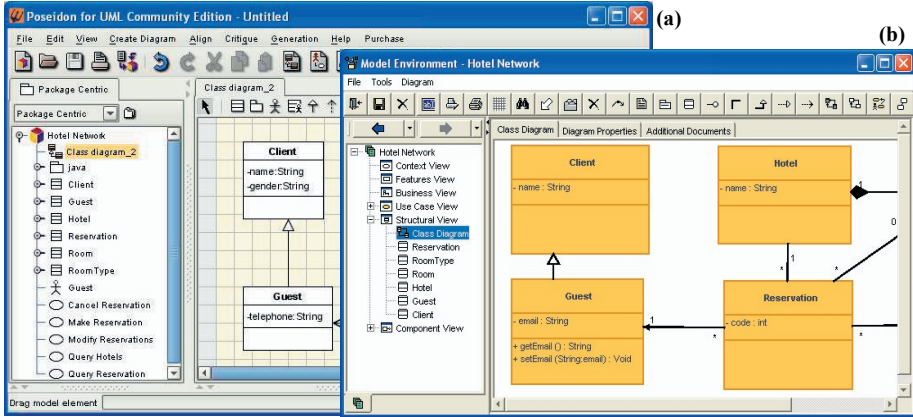 Poseidon for UML Community Edition - Untitled
(a)
File Edit View Create Diagram Align Critique Generation Help Purchase
Package Centric
Package Centric
Hotel Network
Class diagram_2
java
Client
Guest
Hotel
Reservation
Room
RoomType
Guest
Cancel Reservation
Make Reservation
Modify Reservations
Query Hotels
Query Reservation
Drag model element
Class diagram_2
Client
-name:String
-gender:String
Guest
-telephone:String
(b)
Model Environment - Hotel Network
File Tools Diagram
Hotel Network
Context View
Features View
Business View
Use Case View
Structural View
Class Diagram
Reservation
RoomType
Room
Hotel
Guest
Client
Component View
Class Diagram Diagram Properties Additional Documents
Client
- name : String
Hotel
- name : String
1
0
1
*
*
Guest
- email : String
+ getEmail () : String
+ setEmail (String:email) : Void
1
*
Reservation
- code : int
*